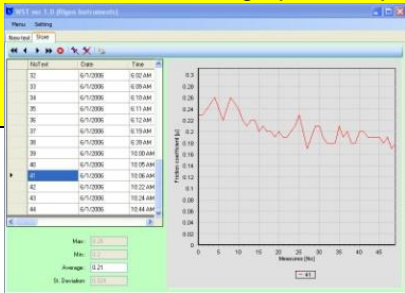 WST ver 5.0 (Rigon Instruments)
Menu Setting
New test Store
NoTest Date Time
32 6/1/2006 6:02 AM
33 6/1/2006 6:09 AM
34 6/1/2006 6:10 AM
35 6/1/2006 6:11 AM
36 6/1/2006 6:12 AM
37 6/1/2006 6:19 AM
38 6/1/2006 6:39 AM
39 6/1/2006 10:00 AM
40 6/1/2006 10:05 AM
41 6/1/2006 10:06 AM
42 6/1/2006 10:22 AM
43 6/1/2006 10:24 AM
44 6/1/2006 10:44 AM
Max:
Min:
Average: 0.21
St. Deviation:
Friction coefficient [µ]
0.3
0.28
0.26
0.24
0.22
0.2
0.18
0.16
0.14
0.12
0.1
0.08
0.06
0.04
0.02
0
0 5 10 15 20 25 30 35 40 45
Measures [No]
41